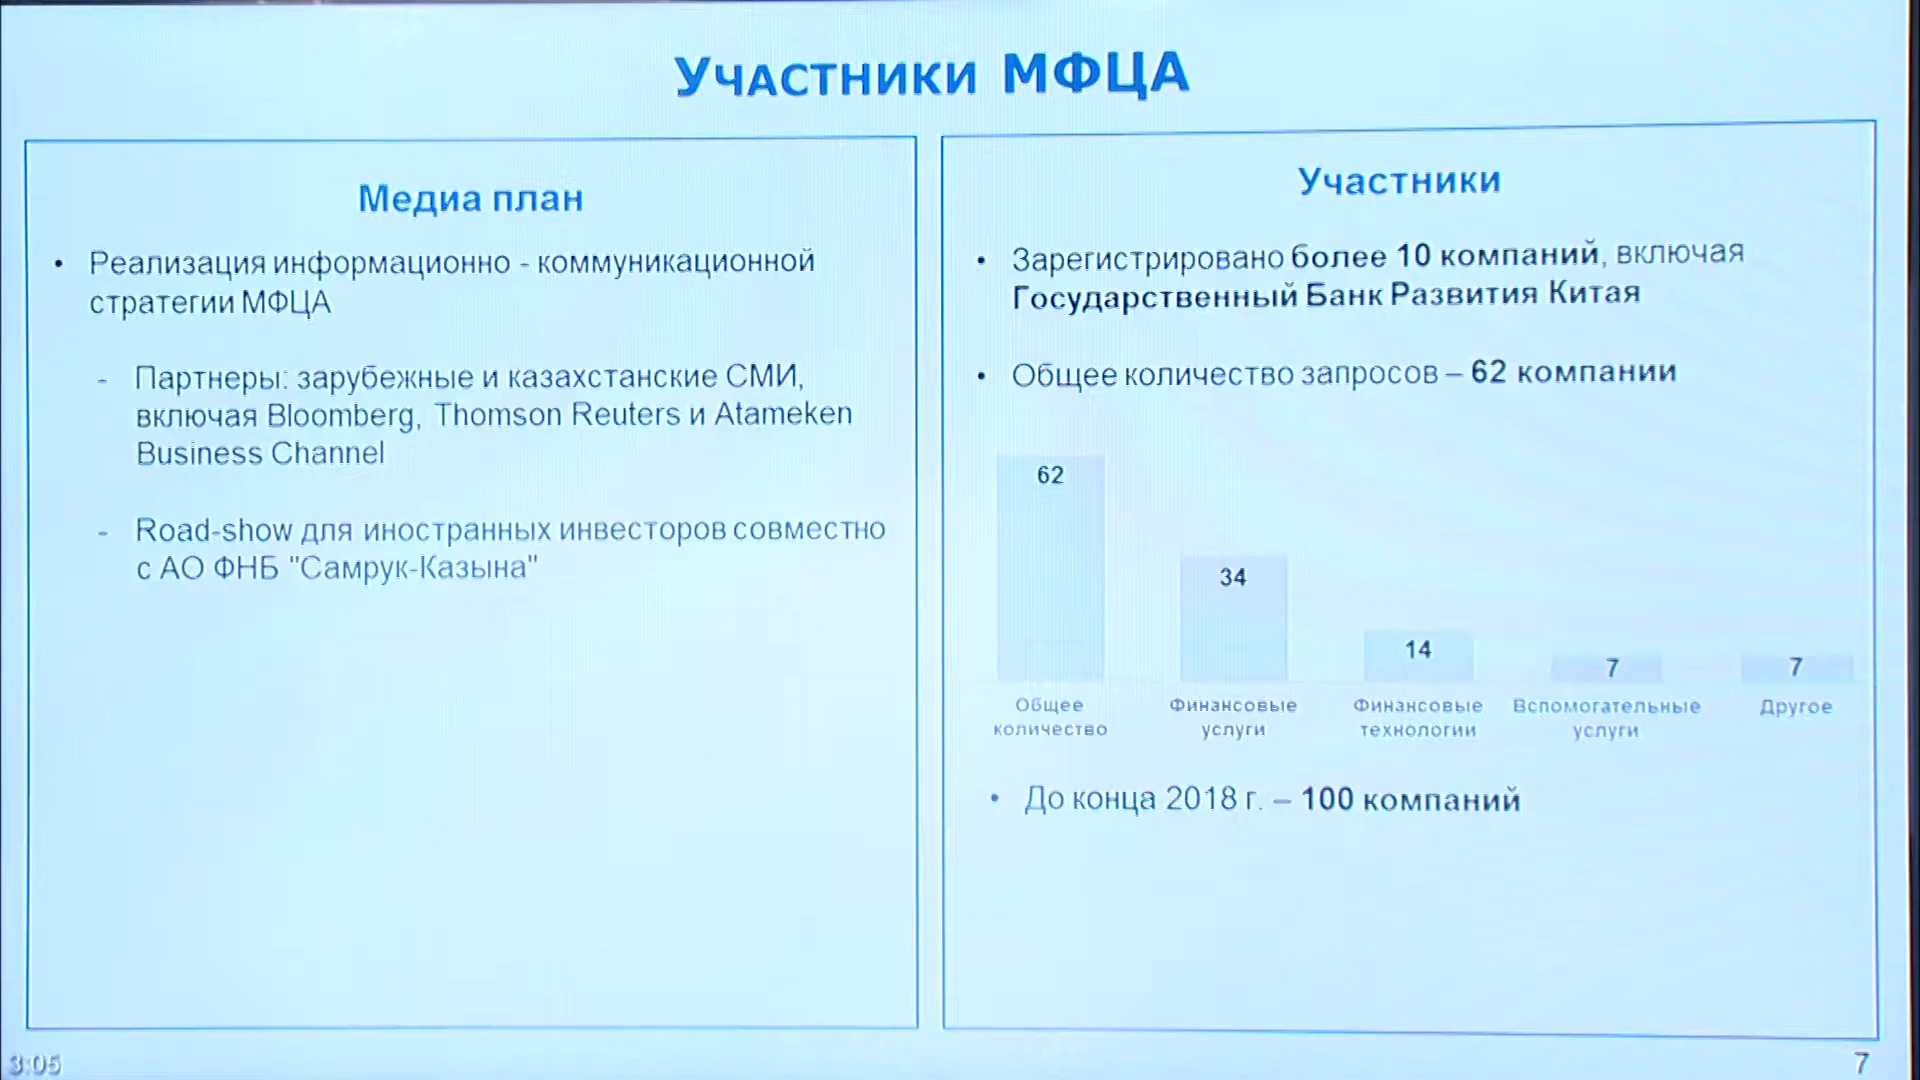 Участники МФЦА
Медиа план
• Реализация информационно - коммуникационной
стратегии МФЦА
- Партнеры: зарубежные и казахстанские СМИ,
включая Bloomberg, Thomson Reuters и Atameken
Business Channel
- Road-show для иностранных инвесторов совместно
с АО ФНБ "Самрук-Казына"
Участники
• Зарегистрировано более 10 компаний, включая
Государственный Банк Развития Китая
• Общее количество запросов – 62 компании
62
34
14
7
7
Общее
количество
Финансовые
услуги
Финансовые
технологии
Вспомогательные
услуги
Другое
• До конца 2018 г. – 100 компаний
3:05
7